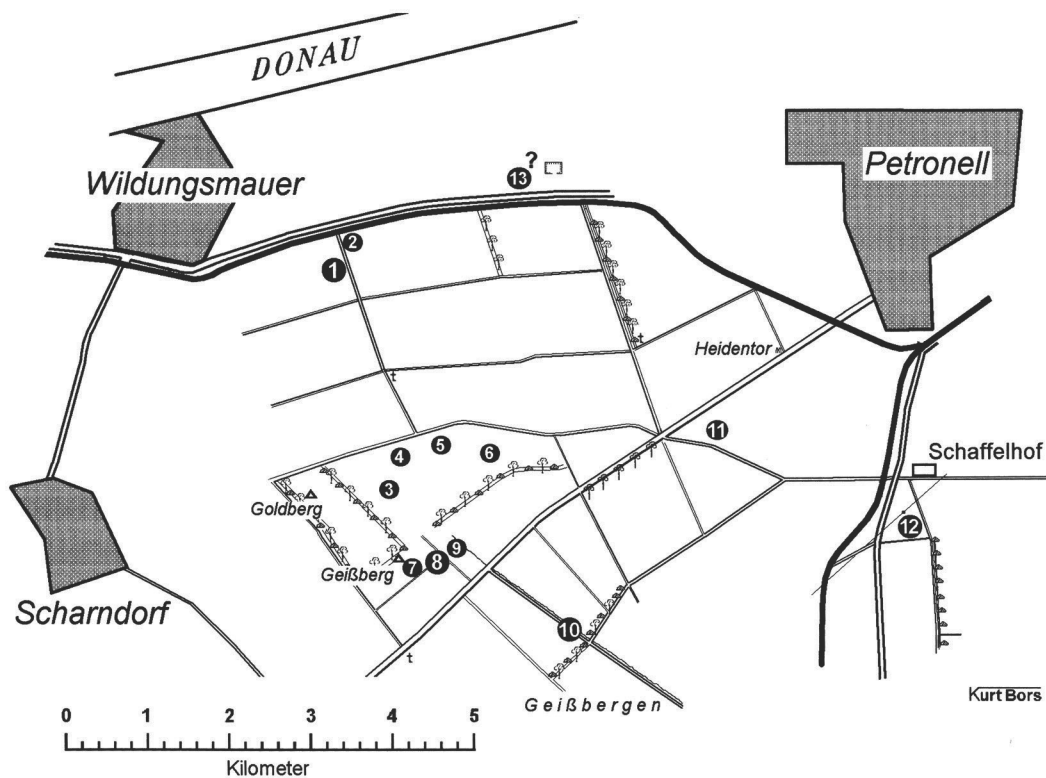 DONAU
Wildungsmauer
Petronell
?
13
2
1
Heidentor
t
t
11
5
4
6
Schaffelhof
3
Goldberg
12
9
8
7
Geißberg
10
Scharndorf
t
Geißbergen
Kurt Bors
0 1 2 3 4 5
Kilometer